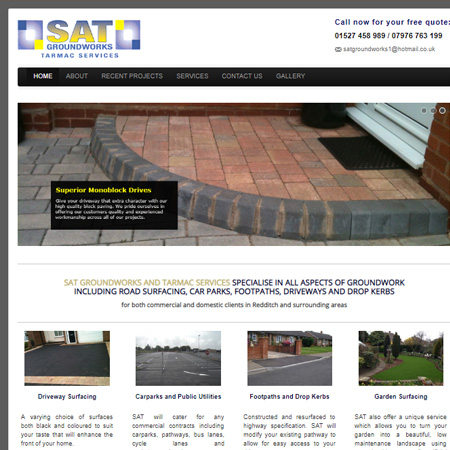 SAT
GROUNDWORKS
TARMAC SERVICES
Call now for your free quote:
01527 458 989 / 07976 763 199
satgroundworks1@hotmail.co.uk
HOME ABOUT RECENT PROJECTS SERVICES CONTACT US GALLERY
Superior Monoblock Drives
Give your driveway that extra character with our
high quality block paving. We pride ourselves in
offering our customers quality and experienced
workmanship across all of our projects.
SAT GROUNDWORKS AND TARMAC SERVICES SPECIALISE IN ALL ASPECTS OF GROUNDWORK
INCLUDING ROAD SURFACING, CAR PARKS, FOOTPATHS, DRIVEWAYS AND DROP KERBS
for both commercial and domestic clients in Redditch and surrounding areas
Driveway Surfacing
A varying choice of surfaces
both black and coloured to suit
your taste that will enhance the
front of your home.
Carparks and Public Utilities
SAT will cater for any
commercial contracts including
carparks, pathways, bus lanes,
cycle lanes and
Footpaths and Drop Kerbs
Constructed and resurfaced to
highway specification. SAT will
modify your existing pathway to
allow for easy access to your
Garden Surfacing
SAT also offer a unique service
which allows you to turn your
garden into a beautiful, low
maintenance landscape using